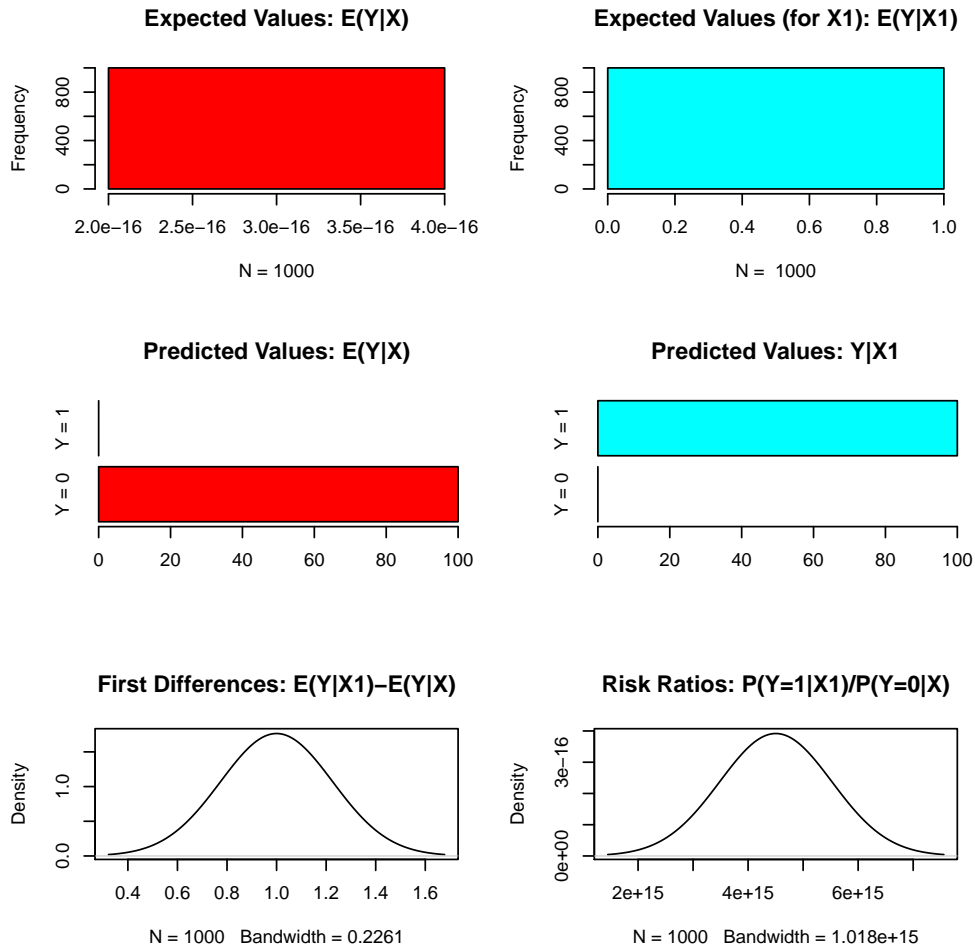 Expected Values: E(Y|X)
Frequency
800
400
0
2.0e−16 2.5e−16 3.0e−16 3.5e−16 4.0e−16
N = 1000
Expected Values (for X1): E(Y|X1)
Frequency
800
400
0
0.0 0.2 0.4 0.6 0.8 1.0
N = 1000
Predicted Values: E(Y|X)
Y = 1
Y = 0
0 20 40 60 80 100
Predicted Values: Y|X1
Y = 1
Y = 0
0 20 40 60 80 100
First Differences: E(Y|X1)−E(Y|X)
Density
1.0
0.0
0.4 0.6 0.8 1.0 1.2 1.4 1.6
N = 1000 Bandwidth = 0.2261
Risk Ratios: P(Y=1|X1)/P(Y=0|X)
Density
3e−16
0e+00
2e+15 4e+15 6e+15
N = 1000 Bandwidth = 1.018e+15